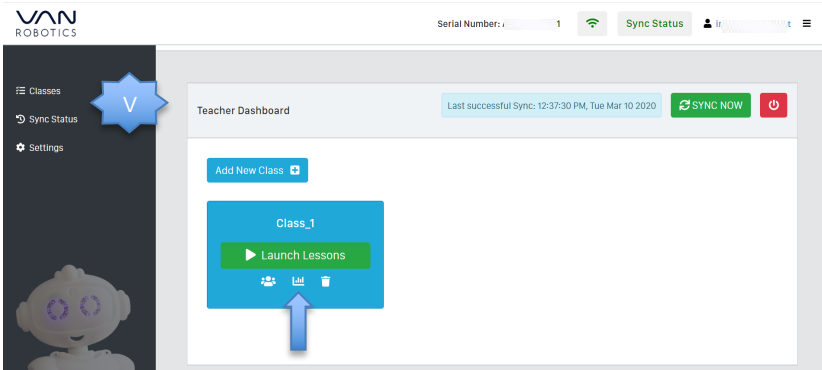 VAN
ROBOTICS
Serial Number: 1 Sync Status
Classes
Sync Status
Settings
V
Teacher Dashboard
Last successful Sync: 12:37:30 PM, Tue Mar 10 2020
SYNC NOW
Add New Class
Class_1
Launch Lessons